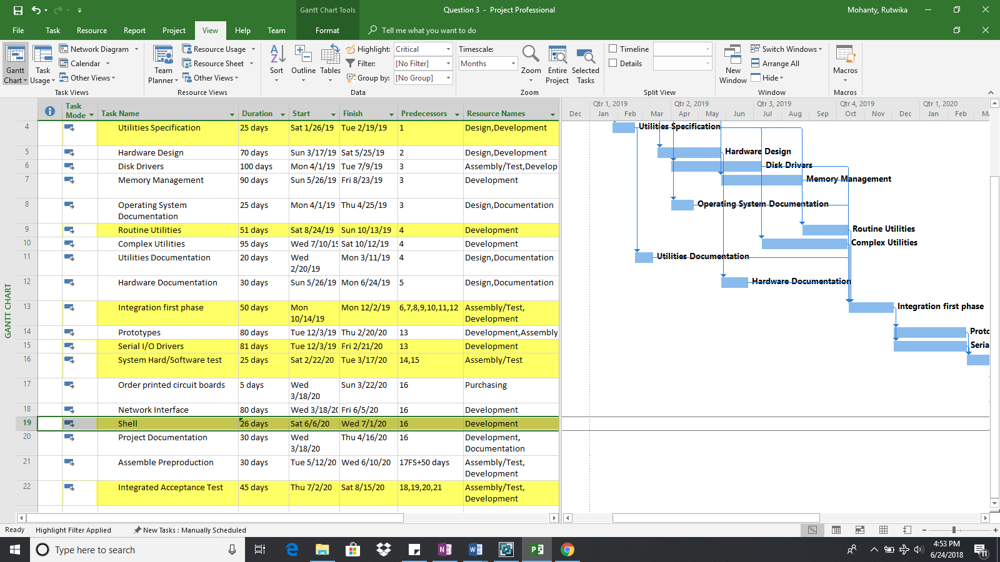 Gantt Chart Tools
Question 3 - Project Professional
Mohanty, Rutwika
File Task Resource Report Project View Help Team Format Tell me what you want to do
Gantt Chart
Task Usage
Network Diagram
Calendar
Other Views
Task Views
Team Planner
Resource Usage
Resource Sheet
Other Views
Resource Views
Sort
Outline
Tables
Highlight: Critical
Filter: [No Filter]
Group by: [No Group]
Data
Timescale:
Months
Zoom
Entire Project
Selected Tasks
Zoom
Timeline
Details
Split View
New Window
Switch Windows
Arrange All
Hide
Window
Macros
Macros
Task Mode Task Name Duration Start Finish Predecessors Resource Names
Qtr 1, 2019 Qtr 2, 2019 Qtr 3, 2019 Qtr 4, 2019 Qtr 1, 2020
Dec Jan Feb Mar Apr May Jun Jul Aug Sep Oct Nov Dec Jan Feb Ma
4 Utilities Specification 25 days Sat 1/26/19 Tue 2/19/19 1 Design,Development
5 Hardware Design 70 days Sun 3/17/19 Sat 5/25/19 2 Design,Development
6 Disk Drivers 100 days Mon 4/1/19 Tue 7/9/19 3 Assembly/Test,Develop
7 Memory Management 90 days Sun 5/26/19 Fri 8/23/19 3 Development
8 Operating System Documentation 25 days Mon 4/1/19 Thu 4/25/19 3 Design,Documentation
9 Routine Utilities 51 days Sat 8/24/19 Sun 10/13/19 4 Development
10 Complex Utilities 95 days Wed 7/10/19 Sat 10/12/19 4 Development
11 Utilities Documentation 20 days Wed 2/20/19 Mon 3/11/19 4 Design,Documentation
12 Hardware Documentation 30 days Sun 5/26/19 Mon 6/24/19 5 Design,Documentation
13 Integration first phase 50 days Mon 10/14/19 Mon 12/2/19 6,7,8,9,10,11,12 Assembly/Test, Development
14 Prototypes 80 days Tue 12/3/19 Thu 2/20/20 13 Development,Assembly
15 Serial I/O Drivers 81 days Tue 12/3/19 Fri 2/21/20 13 Development
16 System Hard/Software test 25 days Sat 2/22/20 Tue 3/17/20 14,15 Assembly/Test
17 Order printed circuit boards 5 days Wed 3/18/20 Sun 3/22/20 16 Purchasing
18 Network Interface 80 days Wed 3/18/20 Fri 6/5/20 16 Development
19 Shell 26 days Sat 6/6/20 Wed 7/1/20 16 Development
20 Project Documentation 30 days Wed 3/18/20 Thu 4/16/20 16 Development, Documentation
21 Assemble Preproduction 30 days Tue 5/12/20 Wed 6/10/20 17FS+50 days Assembly/Test, Development
22 Integrated Acceptance Test 45 days Thu 7/2/20 Sat 8/15/20 18,19,20,21 Assembly/Test, Development
GANTT CHART
Utilities Specification
Hardware Design
Disk Drivers
Memory Management
Operating System Documentation
Routine Utilities
Complex Utilities
Utilities Documentation
Hardware Documentation
Integration first phase
Proto
Seria
Ready Highlight Filter Applied New Tasks : Manually Scheduled
Type here to search
4:53 PM
6/24/2018
11